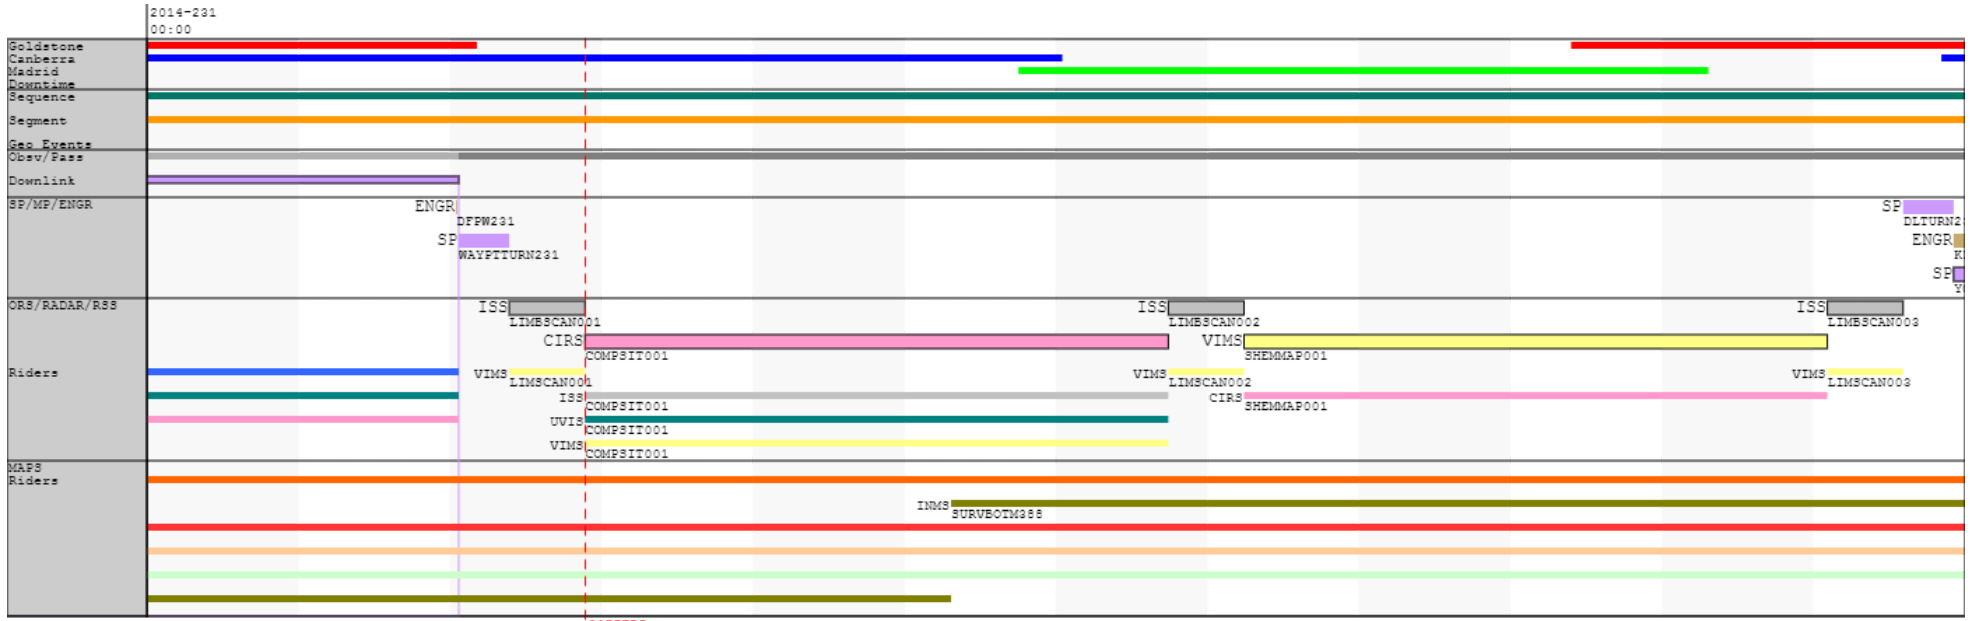 2014-231
00:00
Goldstone
Canberra
Madrid
Downtime
Sequence
Segment
Geo Events
Obsv/Pass
Downlink
SP/MP/ENGR
ENGR
DFPW231
SP
WAYPTTURN231
SP
ENGR
SP
ORS/RADAR/RSS
ISS
LIMBSCAN001
ISS
LIMBSCAN002
ISS
LIMBSCAN003
CIRS
COMPSIT001
VIMS
SHEMMAP001
Riders
VIMS
LIMSCAN001
VIMS
LIMSCAN002
VIMS
LIMSCAN003
ISS
COMPSIT001
CIRS
SHEMMAP001
UVIS
COMPSIT001
VIMS
COMPSIT001
MAPS
Riders
INMS
SURVBOTM388